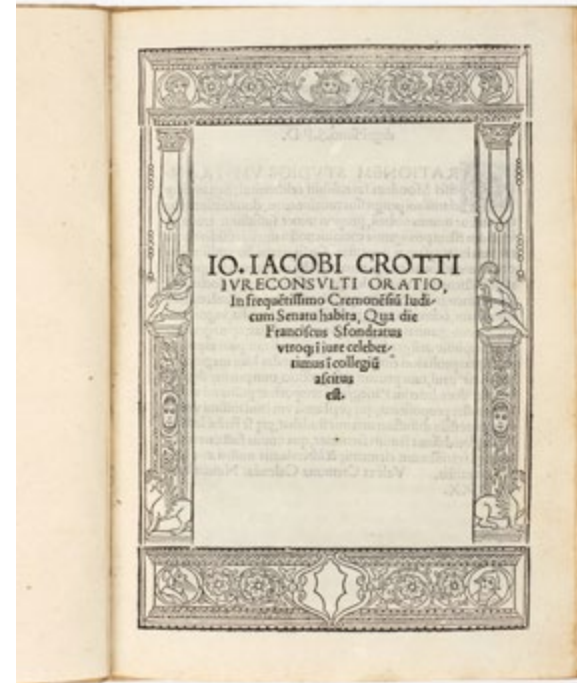 IO. IACOBI CROTTI
IVRECONSVLTI ORATIO,
In frequẽtissimo Cremonẽsiũ Iudi-
cum Senatu habita, Qua die
Franciscus Sfondratus
vtroqꝫ ĩ iure celeber-
rimus ĩ collegiũ
ascitus
est.